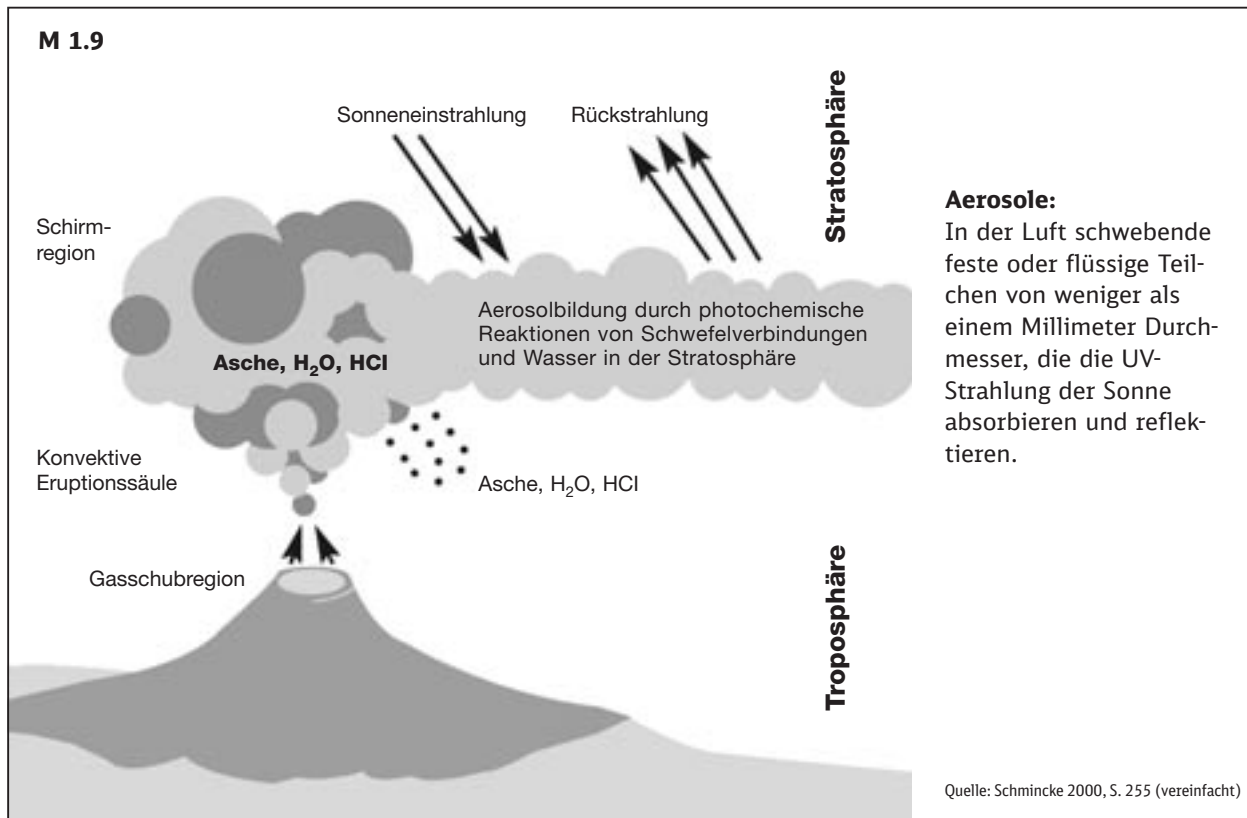 M 1.9
Sonneneinstrahlung
Rückstrahlung
Stratosphäre
Schirm-
region
Aerosolbildung durch photochemische
Reaktionen von Schwefelverbindungen
und Wasser in der Stratosphäre
Asche, H₂O, HCl
Konvektive
Eruptionssäule
Asche, H₂O, HCl
Gasschubregion
Troposphäre
Aerosole:
In der Luft schwebende
feste oder flüssige Teil-
chen von weniger als
einem Millimeter Durch-
messer, die die UV-
Strahlung der Sonne
absorbieren und reflek-
tieren.
Quelle: Schmincke 2000, S. 255 (vereinfacht)